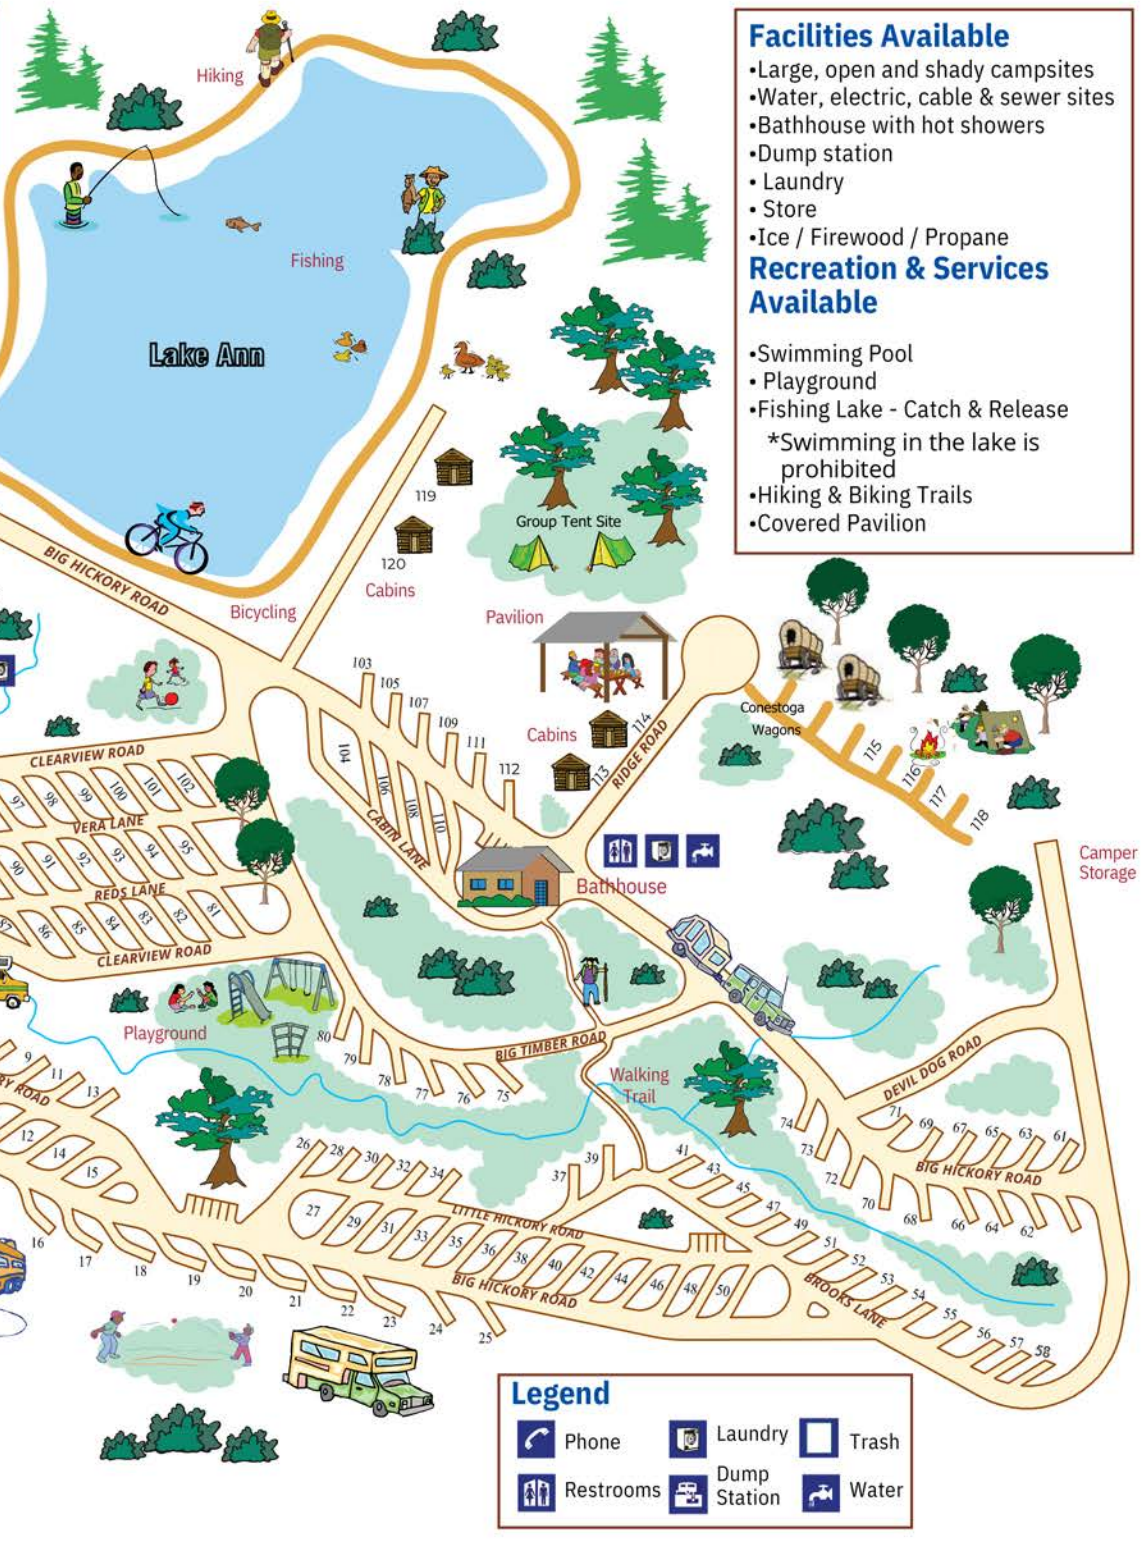 Facilities Available
•Large, open and shady campsites
•Water, electric, cable & sewer sites
•Bathhouse with hot showers
•Dump station
• Laundry
• Store
•Ice / Firewood / Propane
Recreation & Services
Available
•Swimming Pool
• Playground
•Fishing Lake - Catch & Release
*Swimming in the lake is
prohibited
•Hiking & Biking Trails
•Covered Pavilion
Hiking
Fishing
Lake Ann
119
120
Cabins
Group Tent Site
BIG HICKORY ROAD
Bicycling
Pavilion
103
105
107
109
111
112
104
106
108
110
CABIN LANE
Cabins
114
113
RIDGE ROAD
Conestoga
Wagons
115
116
117
118
CLEARVIEW ROAD
97
98
99
100
101
102
VERA LANE
90
91
92
93
94
95
REDS LANE
87
86
85
84
83
82
81
CLEARVIEW ROAD
Bathhouse
Camper
Storage
Playground
80
79
78
77
76
75
BIG TIMBER ROAD
Walking
Trail
DEVIL DOG ROAD
71
69
67
65
63
61
BIG HICKORY ROAD
74
73
72
70
68
66
64
62
9
11
13
RY ROAD
12
14
15
16
17
18
19
20
21
22
23
24
25
26
28
30
32
34
37
39
41
43
45
47
49
51
52
53
54
55
56
57
58
LITTLE HICKORY ROAD
27
29
31
33
35
36
38
40
42
44
46
48
50
BIG HICKORY ROAD
BROOKS LANE
Legend
Phone
Laundry
Trash
Restrooms
Dump
Station
Water